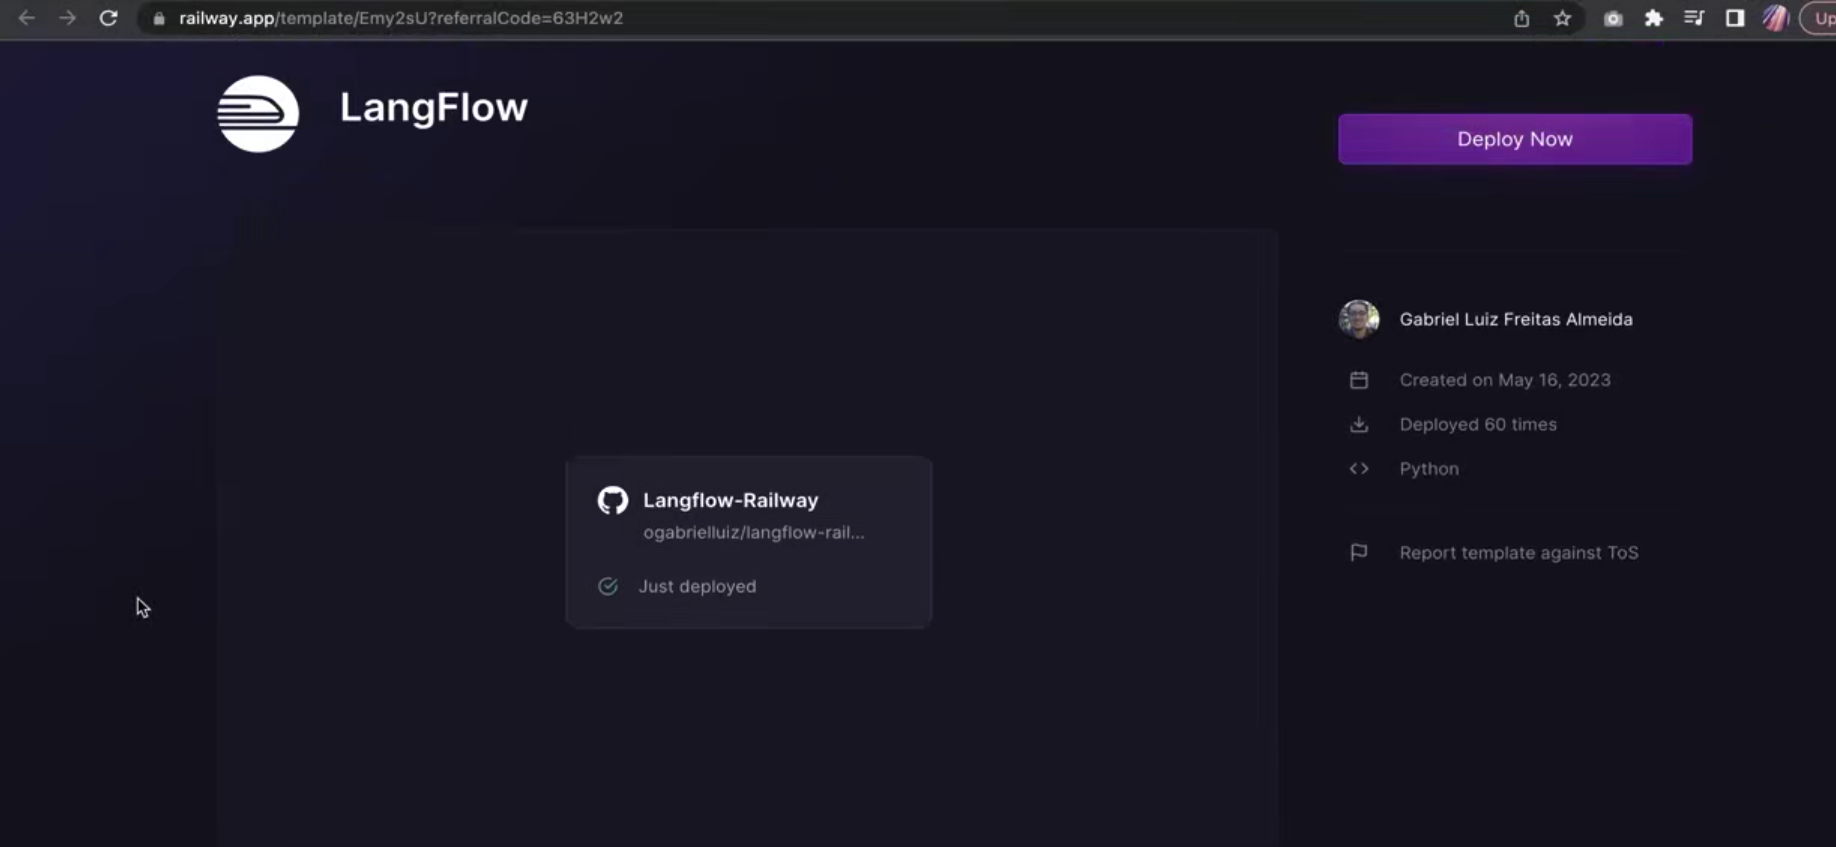 railway.app/template/Emy2sU?referralCode=63H2w2
Up
LangFlow
Deploy Now
Gabriel Luiz Freitas Almeida
Created on May 16, 2023
Deployed 60 times
Python
Report template against ToS
Langflow-Railway
ogabrielluiz/langflow-rail...
Just deployed